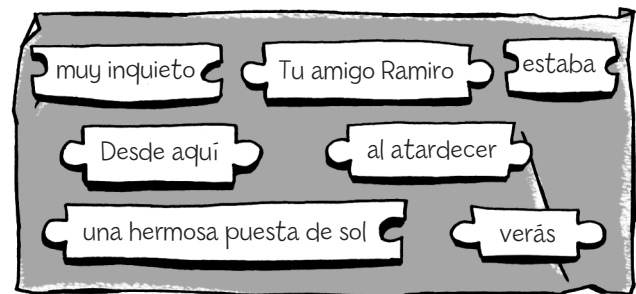 muy inquieto Tu amigo Ramiro estaba
Desde aquí al atardecer
una hermosa puesta de sol verás